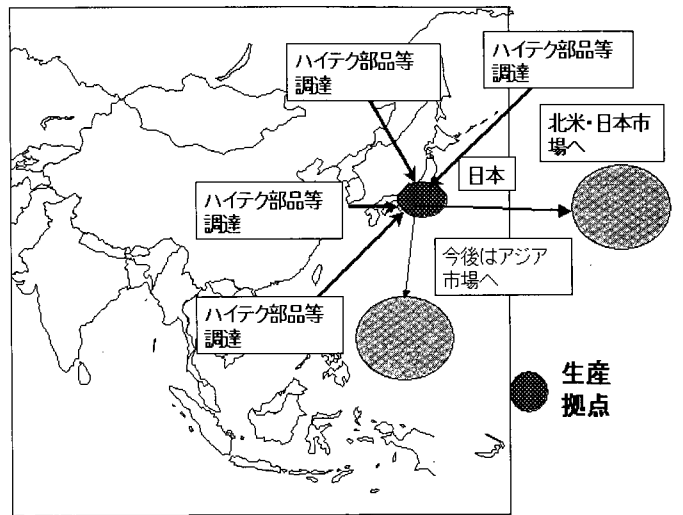 ハイテク部品等
調達
ハイテク部品等
調達
北米・日本市
場へ
日本
ハイテク部品等
調達
今後はアジア
市場へ
ハイテク部品等
調達
生産
拠点